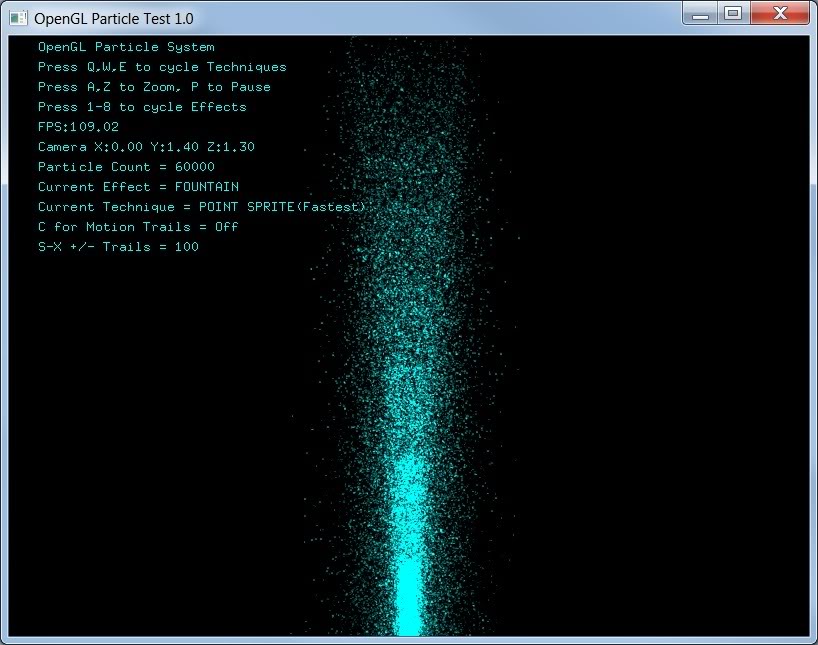 OpenGL Particle Test 1.0
OpenGL Particle System
Press Q,W,E to cycle Techniques
Press A,Z to Zoom, P to Pause
Press 1-8 to cycle Effects
FPS:109.02
Camera X:0.00 Y:1.40 Z:1.30
Particle Count = 60000
Current Effect = FOUNTAIN
Current Technique = POINT SPRITE(Fastest)
C for Motion Trails = Off
S-X +/- Trails = 100